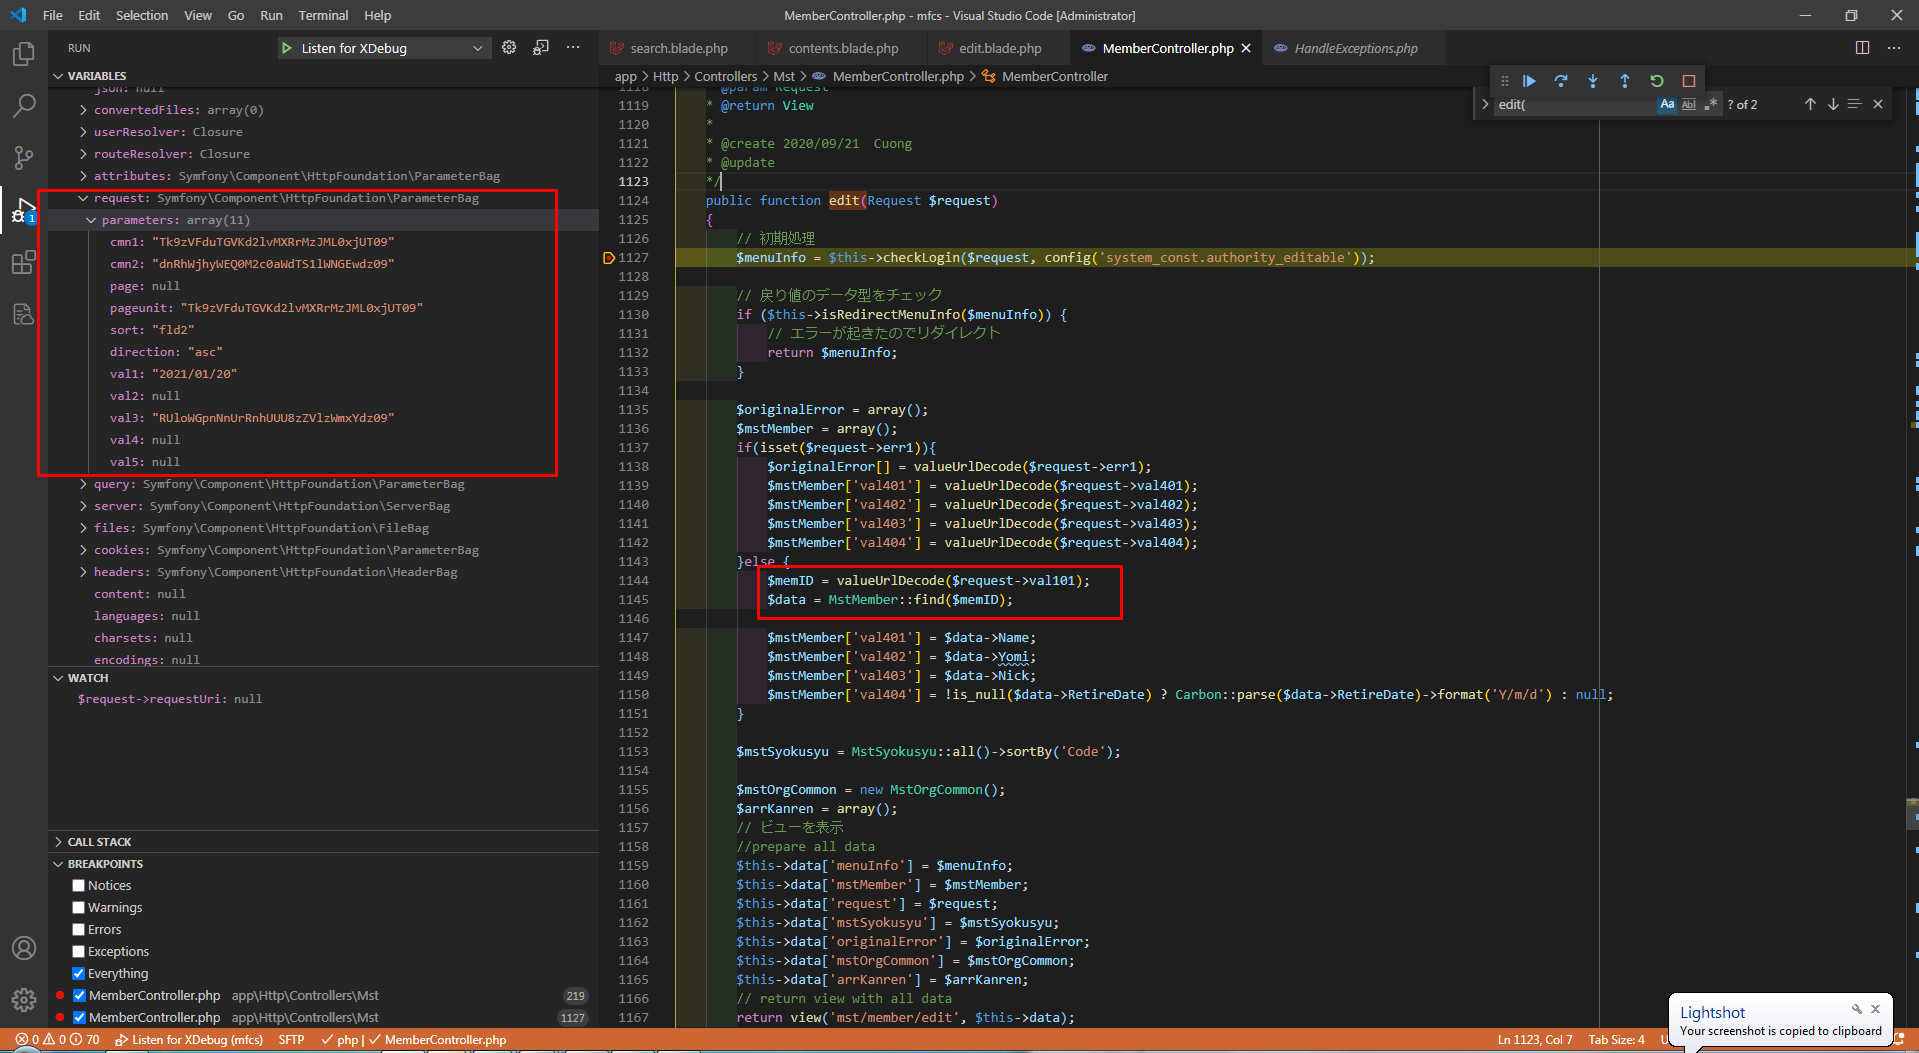 File Edit Selection View Go Run Terminal Help
MemberController.php - mfcs - Visual Studio Code [Administrator]
RUN
Listen for XDebug
search.blade.php
contents.blade.php
edit.blade.php
MemberController.php
HandleExceptions.php
app > Http > Controllers > Mst > MemberController.php > MemberController
edit(
Aa
Abl
? of 2
VARIABLES
json: null
convertedFiles: array(0)
userResolver: Closure
routeResolver: Closure
attributes: Symfony\Component\HttpFoundation\ParameterBag
request: Symfony\Component\HttpFoundation\ParameterBag
parameters: array(11)
cmn1: "Tk9zVFduTGVKd2lvMXRrMzJML0xjUT09"
cmn2: "dnRhWjhyWEQ0M2c0aWdTS1lWNGEwdz09"
page: null
pageunit: "Tk9zVFduTGVKd2lvMXRrMzJML0xjUT09"
sort: "fld2"
direction: "asc"
val1: "2021/01/20"
val2: null
val3: "RUloWGpnNnUrRnhUUU8zZVlzWmxYdz09"
val4: null
val5: null
query: Symfony\Component\HttpFoundation\ParameterBag
server: Symfony\Component\HttpFoundation\ServerBag
files: Symfony\Component\HttpFoundation\FileBag
cookies: Symfony\Component\HttpFoundation\ParameterBag
headers: Symfony\Component\HttpFoundation\HeaderBag
content: null
languages: null
charsets: null
encodings: null
WATCH
$request->requestUri: null
CALL STACK
BREAKPOINTS
Notices
Warnings
Errors
Exceptions
Everything
MemberController.php app\Http\Controllers\Mst 219
MemberController.php app\Http\Controllers\Mst 1127
1118 * @param Request
1119 * @return View
1120 *
1121 * @create 2020/09/21 Cuong
1122 * @update
1123 */
1124 public function edit(Request $request)
1125 {
1126 // 初期処理
1127 $menuInfo = $this->checkLogin($request, config('system_const.authority_editable'));
1128
1129 // 戻り値のデータ型をチェック
1130 if ($this->isRedirectMenuInfo($menuInfo)) {
1131 // エラーが起きたのでリダイレクト
1132 return $menuInfo;
1133 }
1134
1135 $originalError = array();
1136 $mstMember = array();
1137 if(isset($request->err1)){
1138 $originalError[] = valueUrlDecode($request->err1);
1139 $mstMember['val401'] = valueUrlDecode($request->val401);
1140 $mstMember['val402'] = valueUrlDecode($request->val402);
1141 $mstMember['val403'] = valueUrlDecode($request->val403);
1142 $mstMember['val404'] = valueUrlDecode($request->val404);
1143 }else {
1144 $memID = valueUrlDecode($request->val101);
1145 $data = MstMember::find($memID);
1146
1147 $mstMember['val401'] = $data->Name;
1148 $mstMember['val402'] = $data->Yomi;
1149 $mstMember['val403'] = $data->Nick;
1150 $mstMember['val404'] = !is_null($data->RetireDate) ? Carbon::parse($data->RetireDate)->format('Y/m/d') : null;
1151 }
1152
1153 $mstSyokusyu = MstSyokusyu::all()->sortBy('Code');
1154
1155 $mstOrgCommon = new MstOrgCommon();
1156 $arrKanren = array();
1157 // ビューを表示
1158 //prepare all data
1159 $this->data['menuInfo'] = $menuInfo;
1160 $this->data['mstMember'] = $mstMember;
1161 $this->data['request'] = $request;
1162 $this->data['mstSyokusyu'] = $mstSyokusyu;
1163 $this->data['originalError'] = $originalError;
1164 $this->data['mstOrgCommon'] = $mstOrgCommon;
1165 $this->data['arrKanren'] = $arrKanren;
1166 // return view with all data
1167 return view('mst/member/edit', $this->data);
1
Lightshot
Your screenshot is copied to clipboard
0 0 70 Listen for XDebug (mfcs) SFTP php | MemberController.php
Ln 1123, Col 7 Tab Size: 4